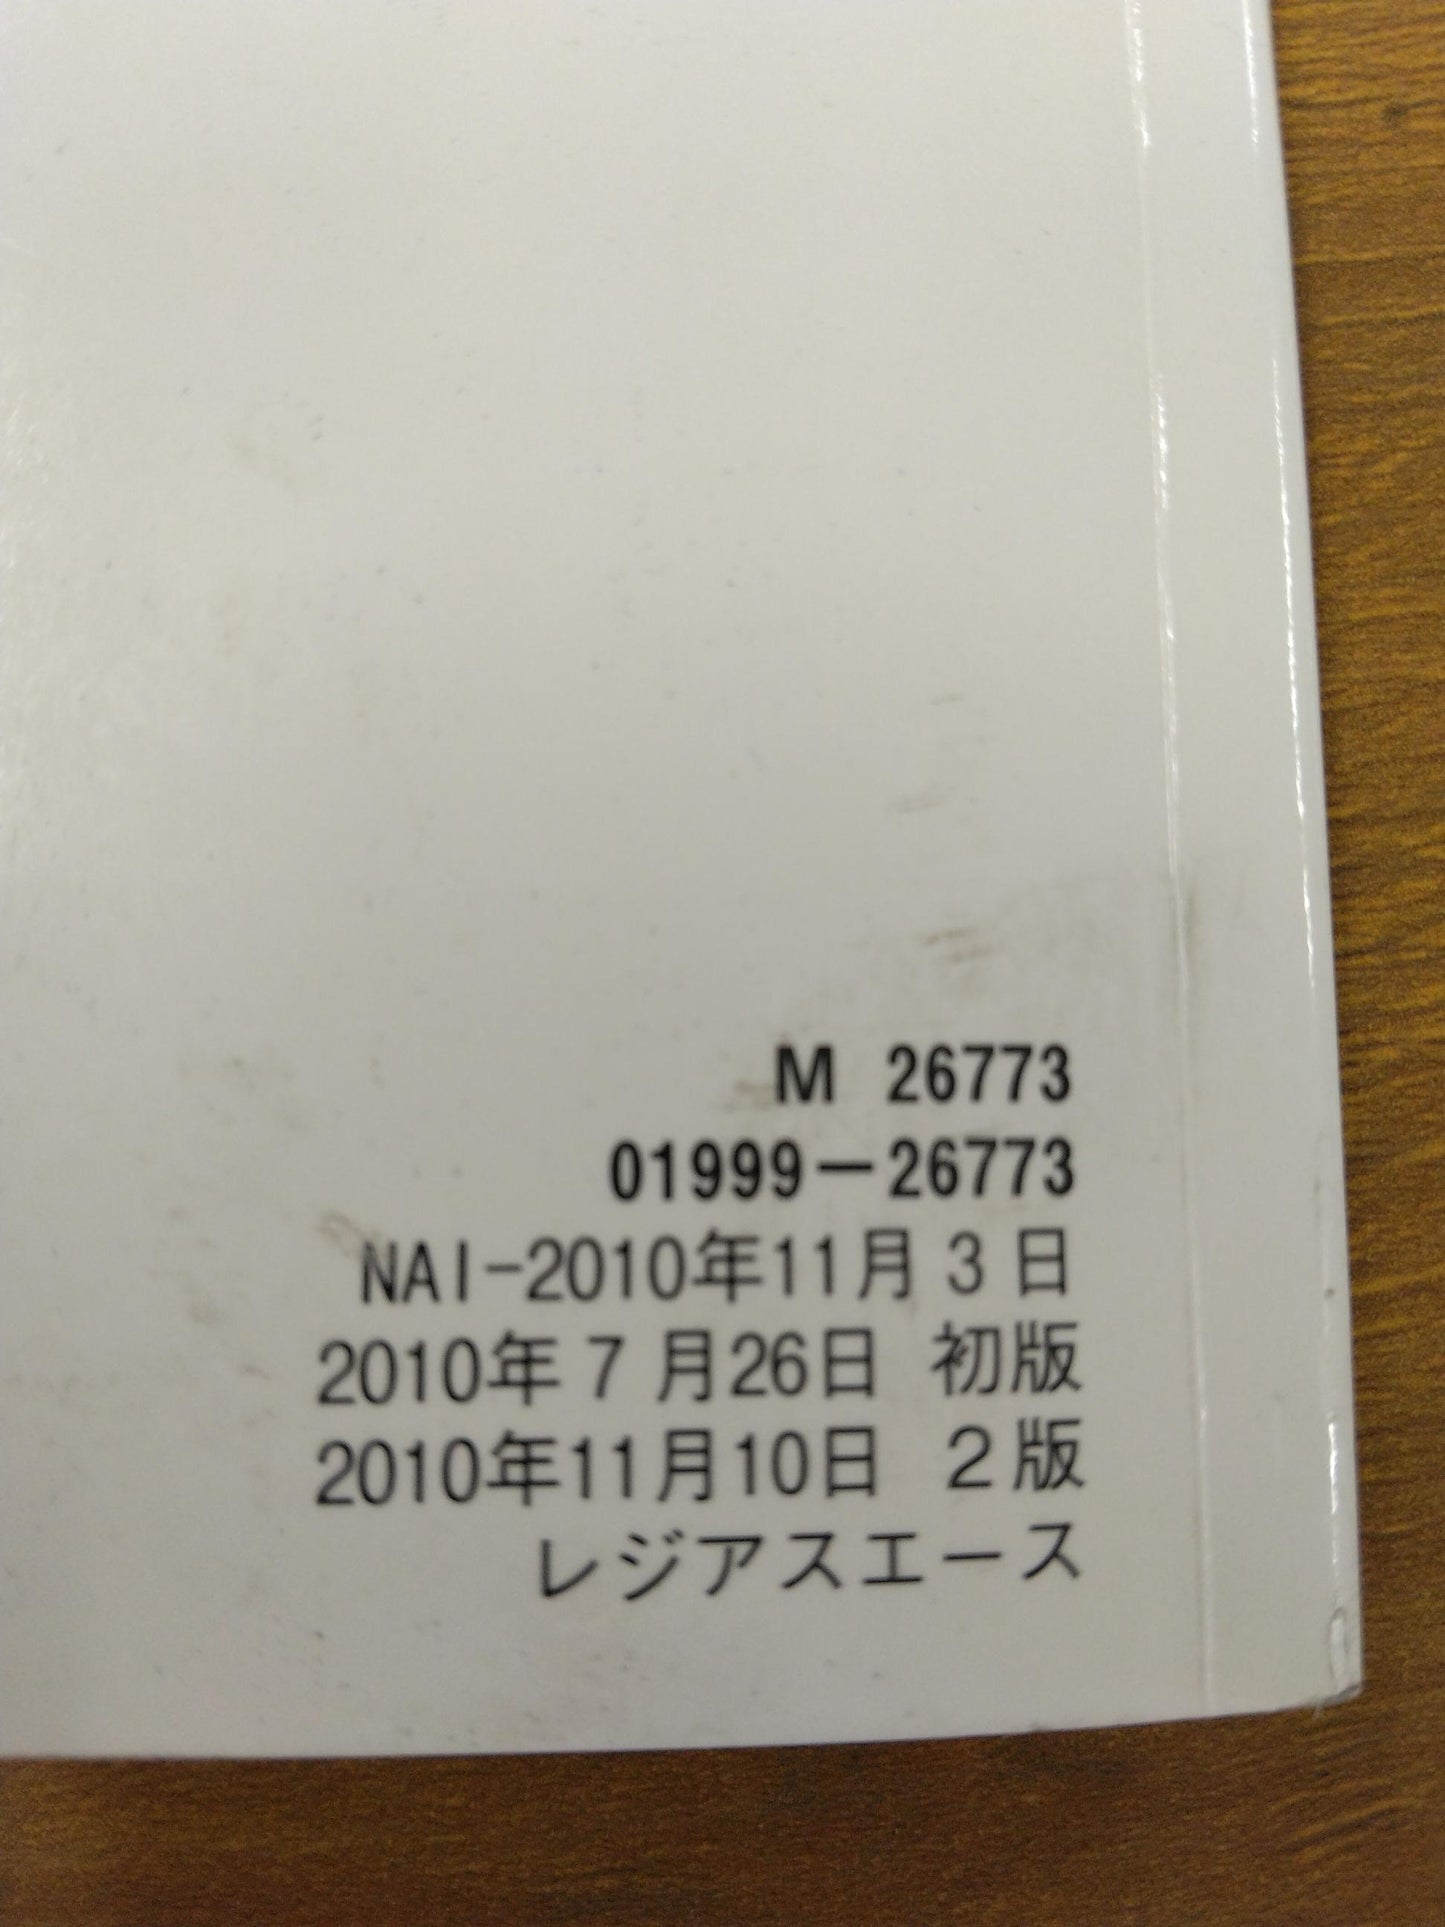 M 26773
01999－26773
NAI-2010年11月３日
2010年７月26日 初版
2010年11月10日 ２版
レジアスエース